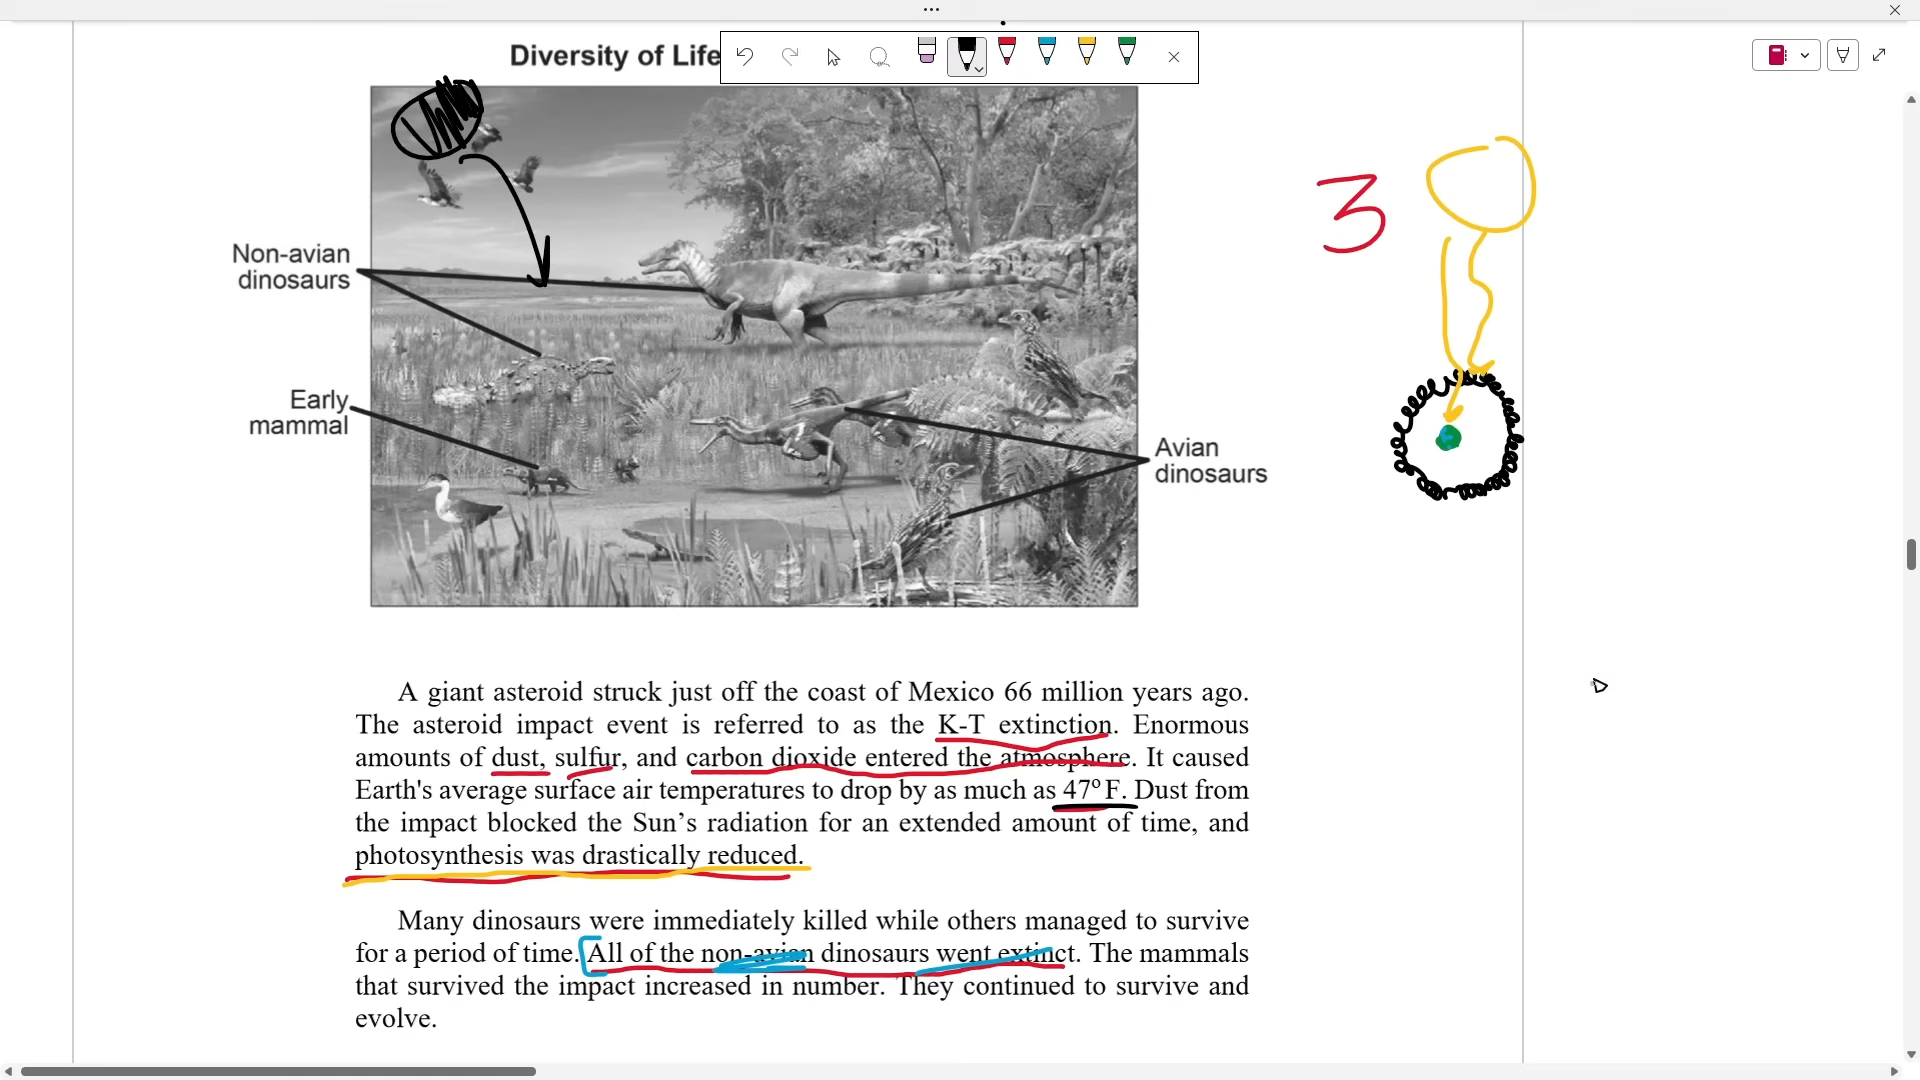 Diversity of Life
3
Non-avian
dinosaurs
Early
mammal
Avian
dinosaurs
A giant asteroid struck just off the coast of Mexico 66 million years ago.
The asteroid impact event is referred to as the K-T extinction. Enormous
amounts of dust, sulfur, and carbon dioxide entered the atmosphere. It caused
Earth's average surface air temperatures to drop by as much as 47º F. Dust from
the impact blocked the Sun’s radiation for an extended amount of time, and
photosynthesis was drastically reduced.
Many dinosaurs were immediately killed while others managed to survive
for a period of time. All of the non-avian dinosaurs went extinct. The mammals
that survived the impact increased in number. They continued to survive and
evolve.